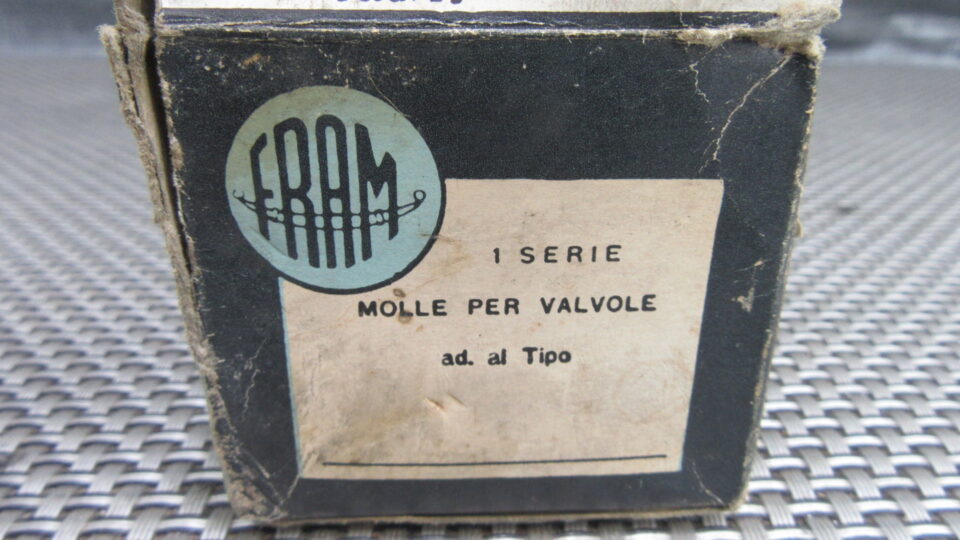 FRAM
1 SERIE
MOLLE PER VALVOLE
ad. al Tipo